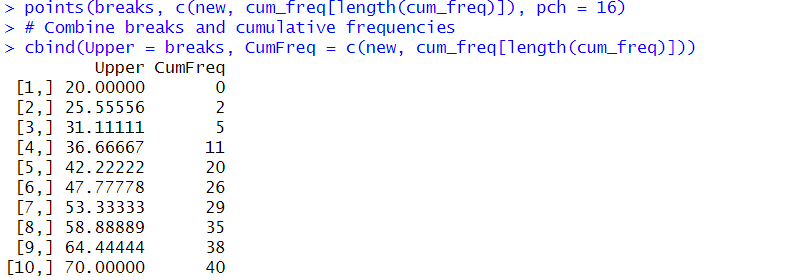 > points(breaks, c(new, cum_freq[length(cum_freq)]), pch = 16)
> # Combine breaks and cumulative frequencies
> cbind(Upper = breaks, CumFreq = c(new, cum_freq[length(cum_freq)]))
         Upper CumFreq
 [1,] 20.00000       0
 [2,] 25.55556       2
 [3,] 31.11111       5
 [4,] 36.66667      11
 [5,] 42.22222      20
 [6,] 47.77778      26
 [7,] 53.33333      29
 [8,] 58.88889      35
 [9,] 64.44444      38
[10,] 70.00000      40